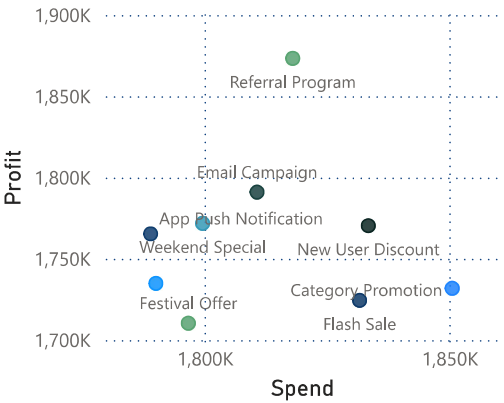 1,900K
Referral Program
1,850K
Profit
Email Campaign
1,800K
App Push Notification
Weekend Special
New User Discount
1,750K
Category Promotion
Festival Offer
Flash Sale
1,700K
1,800K
1,850K
Spend